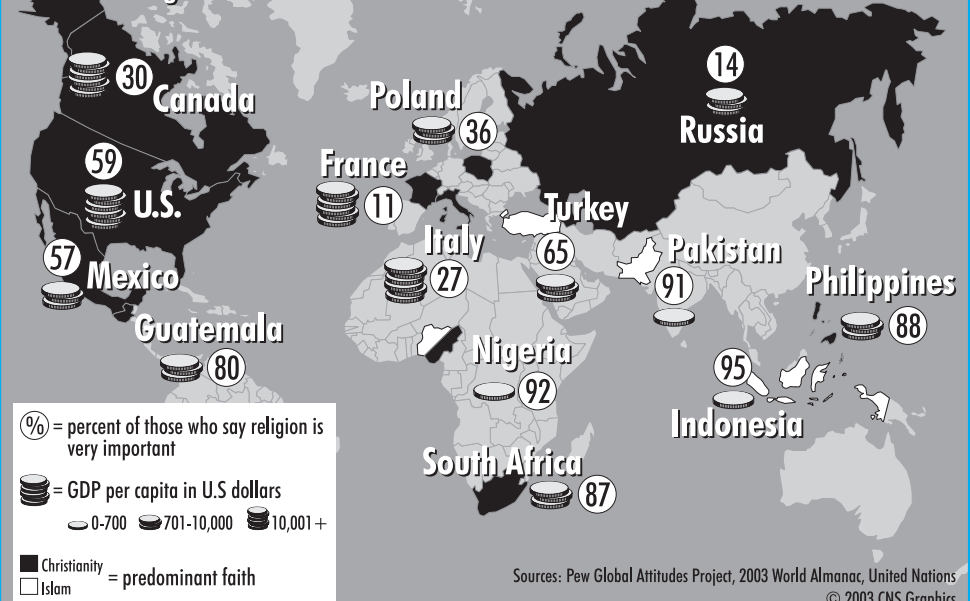 30
Canada
14
Russia
Poland
36
59
U.S.
France
11
Turkey
65
Italy
27
57
Mexico
Pakistan
91
Philippines
88
Guatemala
80
Nigeria
92
95
Indonesia
South Africa
87
% = percent of those who say religion is
very important
= GDP per capita in U.S dollars
0-700 701-10,000 10,001+
Christianity
Islam
= predominant faith
Sources: Pew Global Attitudes Project, 2003 World Almanac, United Nations
© 2003 CNS Graphics